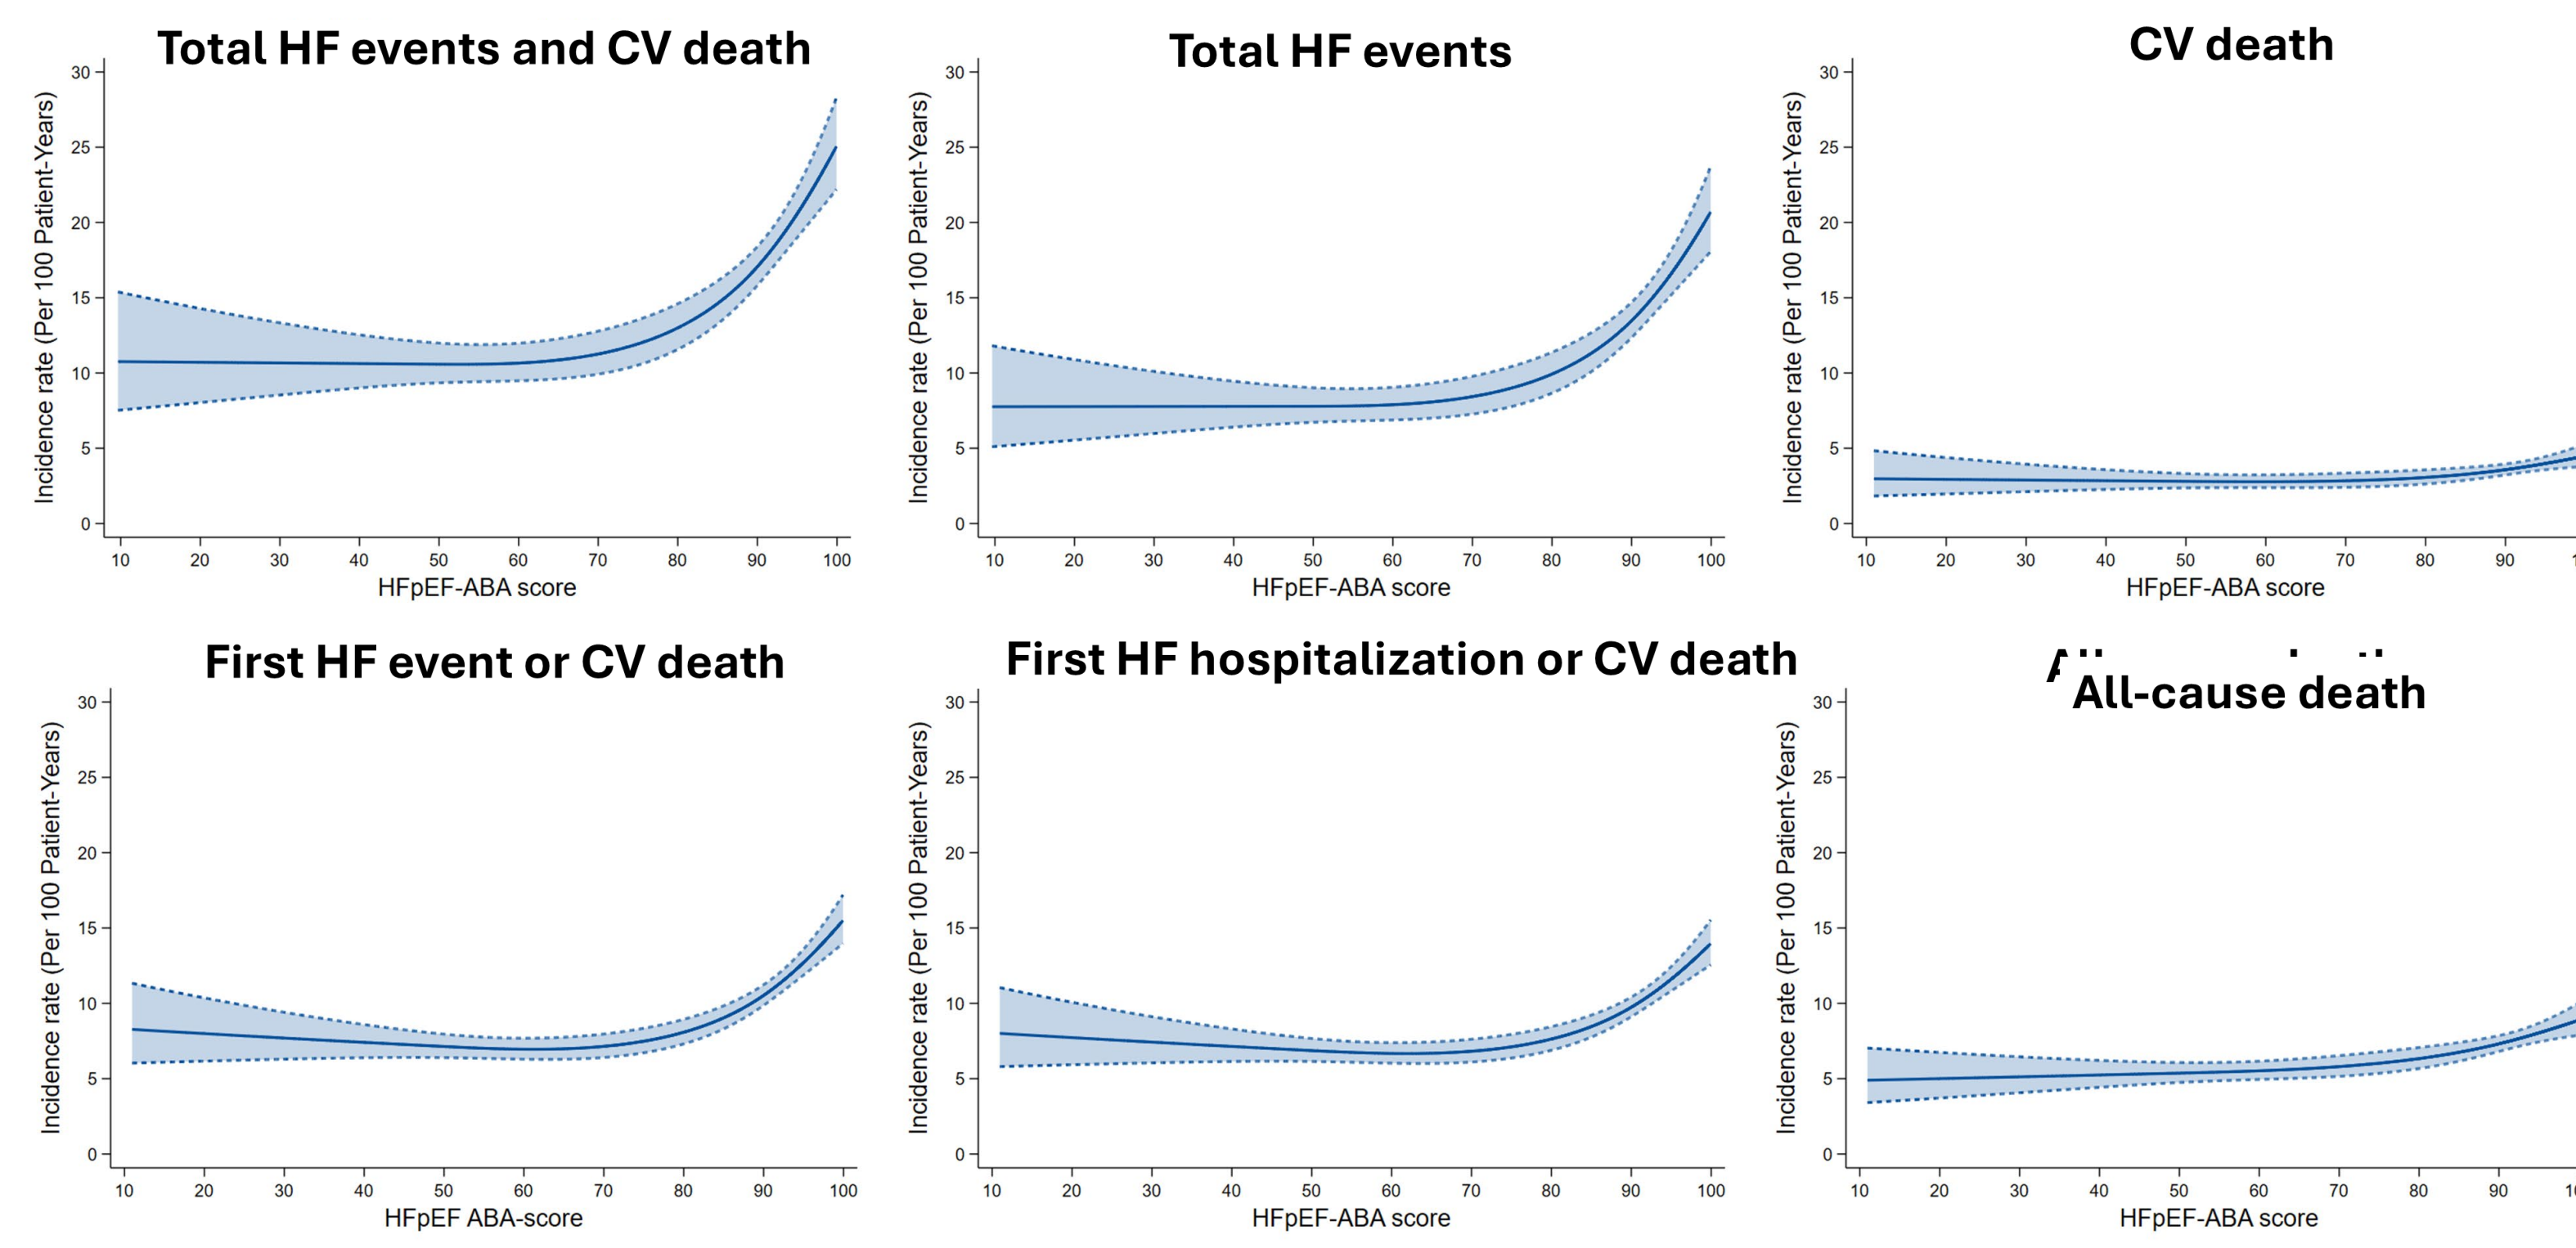 Total HF events and CV death
Incidence rate (Per 100 Patient-Years)
30
25
20
15
10
5
0
10 20 30 40 50 60 70 80 90 100
HFpEF-ABA score
Total HF events
Incidence rate (Per 100 Patient-Years)
30
25
20
15
10
5
0
10 20 30 40 50 60 70 80 90 100
HFpEF-ABA score
CV death
Incidence rate (Per 100 Patient-Years)
30
25
20
15
10
5
0
10 20 30 40 50 60 70 80 90
HFpEF-ABA score
First HF event or CV death
Incidence rate (Per 100 Patient-Years)
30
25
20
15
10
5
0
10 20 30 40 50 60 70 80 90 100
HFpEF ABA-score
First HF hospitalization or CV death
Incidence rate (Per 100 Patient-Years)
30
25
20
15
10
5
0
10 20 30 40 50 60 70 80 90 100
HFpEF-ABA score
All-cause death
Incidence rate (Per 100 Patient-Years)
30
25
20
15
10
5
0
10 20 30 40 50 60 70 80 90
HFpEF-ABA score